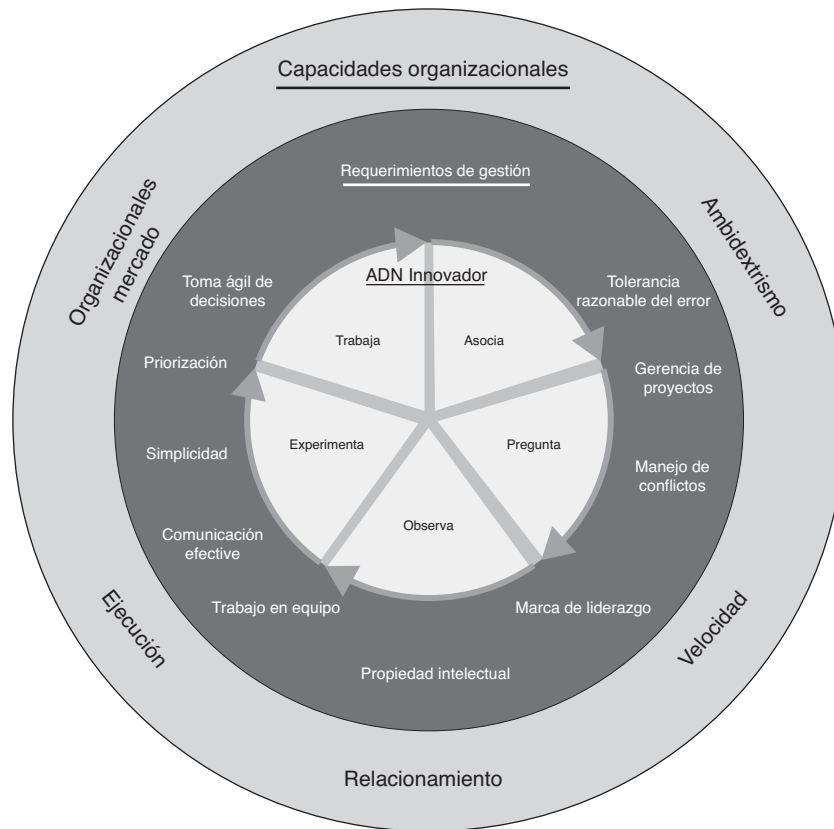 Capacidades organizacionales
Organizacionales
mercado
Ambidextrismo
Velocidad
Relacionamiento
Ejecución
Requerimientos de gestión
Tolerancia
razonable del error
Gerencia de
proyectos
Manejo de
conflictos
Marca de liderazgo
Propiedad intelectual
Trabajo en equipo
Comunicación
efective
Simplicidad
Priorización
Toma ágil de
decisiones
ADN Innovador
Trabaja
Asocia
Pregunta
Observa
Experimenta